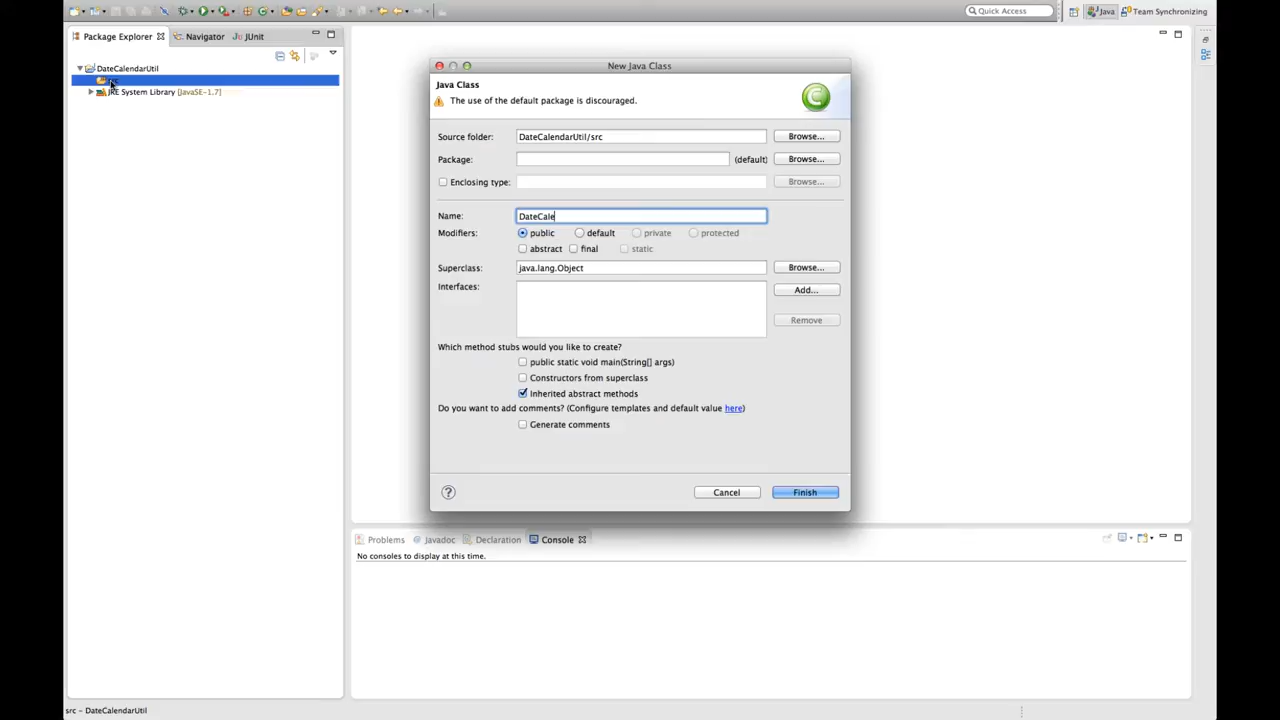 Quick Access
Java
Team Synchronizing
Package Explorer
Navigator
JUnit
DateCalendarUtil
JRE System Library [JavaSE-1.7]
New Java Class
Java Class
The use of the default package is discouraged.
Source folder:
DateCalendarUtil/src
Browse...
Package:
(default)
Browse...
Enclosing type:
Browse...
Name:
DateCale
Modifiers:
public
default
private
protected
abstract
final
static
Superclass:
java.lang.Object
Browse...
Interfaces:
Add...
Remove
Which method stubs would you like to create?
public static void main(String[] args)
Constructors from superclass
Inherited abstract methods
Do you want to add comments? (Configure templates and default value here)
Generate comments
?
Cancel
Finish
Problems
Javadoc
Declaration
Console
No consoles to display at this time.
src - DateCalendarUtil